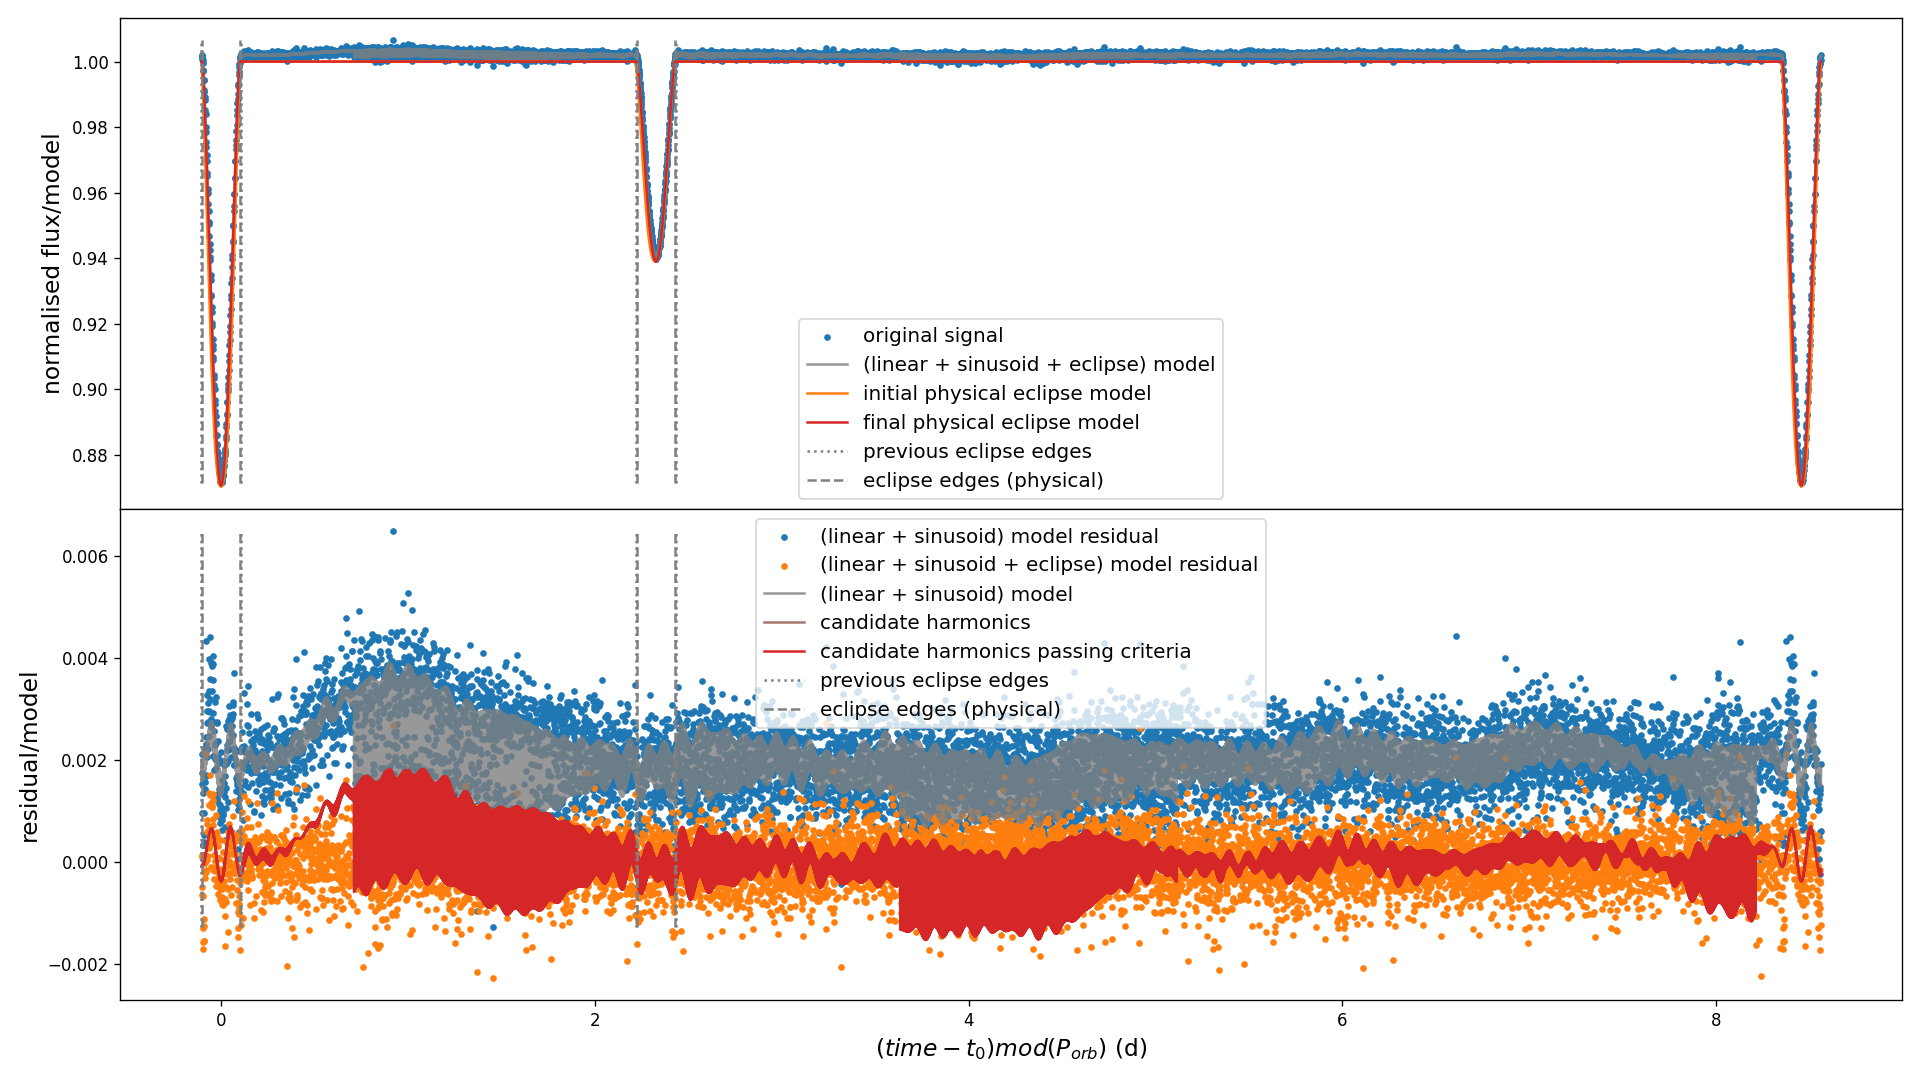 normalised flux/model
1.00
0.98
0.96
0.94
0.92
0.90
0.88
original signal
(linear + sinusoid + eclipse) model
initial physical eclipse model
final physical eclipse model
previous eclipse edges
eclipse edges (physical)
residual/model
0.006
0.004
0.002
0.000
−0.002
(linear + sinusoid) model residual
(linear + sinusoid + eclipse) model residual
(linear + sinusoid) model
candidate harmonics
candidate harmonics passing criteria
previous eclipse edges
eclipse edges (physical)
0 2 4 6 8
(time − t₀)mod(P_orb) (d)